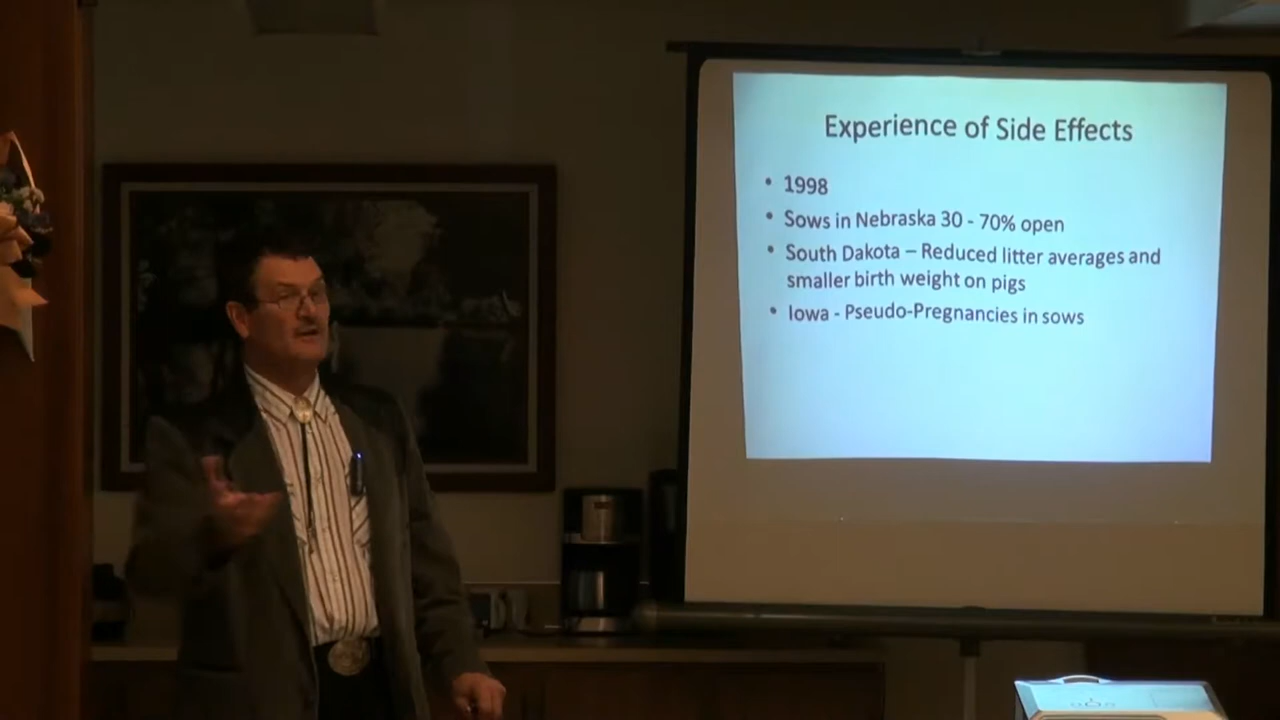 Experience of Side Effects
• 1998
• Sows in Nebraska 30 - 70% open
• South Dakota – Reduced litter averages and
smaller birth weight on pigs
• Iowa - Pseudo-Pregnancies in sows